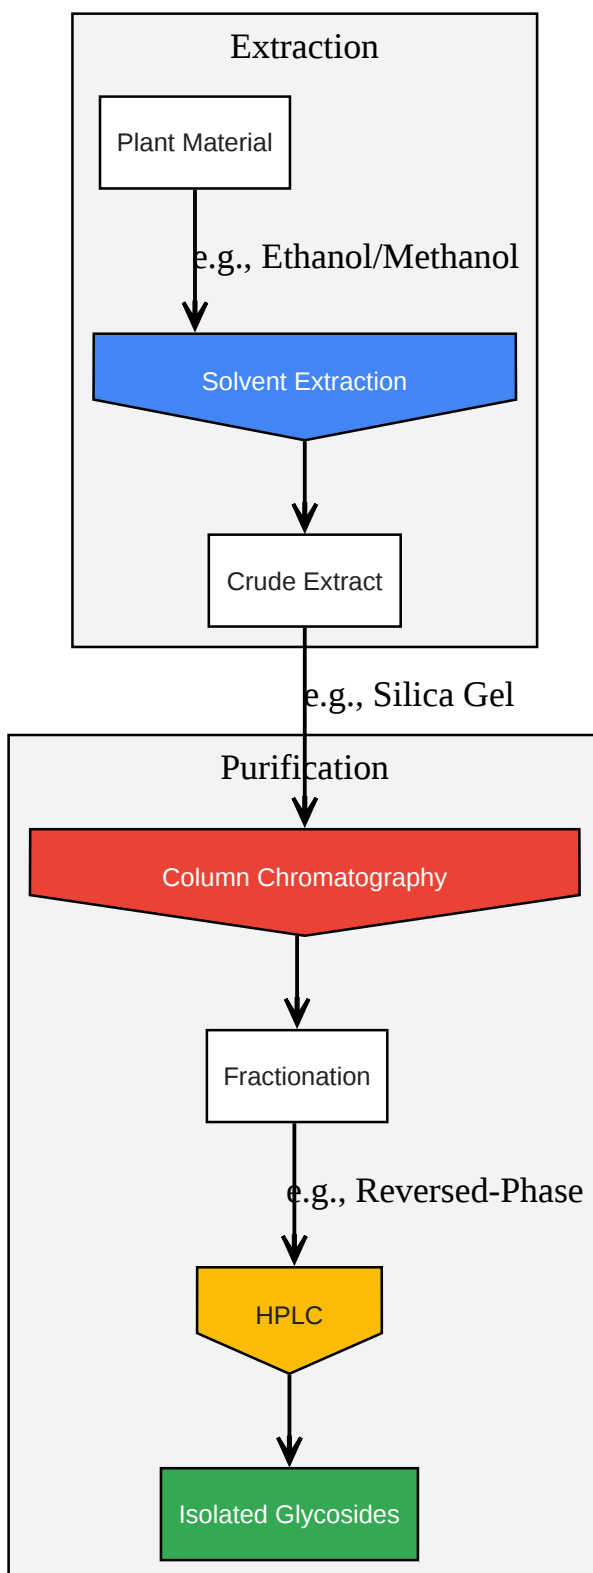 Extraction
Plant Material
e.g., Ethanol/Methanol
Solvent Extraction
Crude Extract
e.g., Silica Gel
Purification
Column Chromatography
Fractionation
e.g., Reversed-Phase
HPLC
Isolated Glycosides